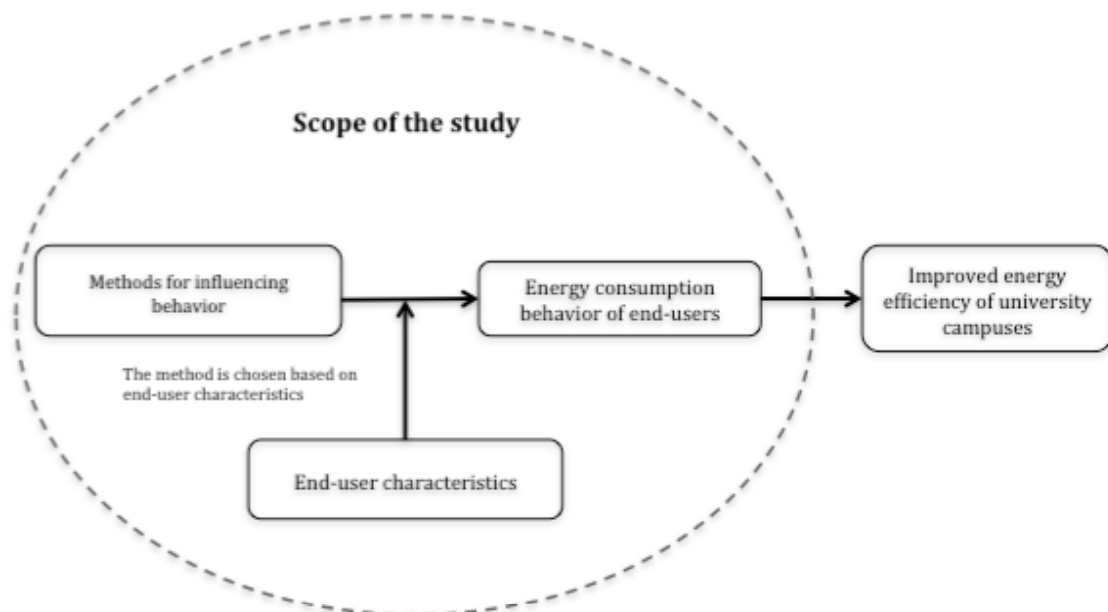 Scope of the study
Methods for influencing
behavior
Energy consumption
behavior of end-users
Improved energy
efficiency of university
campuses
The method is chosen based on
end-user characteristics
End-user characteristics